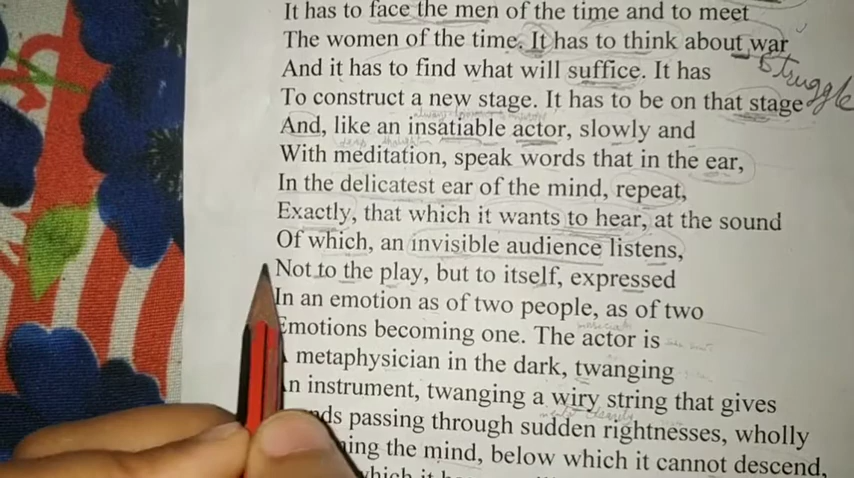 It has to face the men of the time and to meet
The women of the time. It has to think about war
And it has to find what will suffice. It has
To construct a new stage. It has to be on that stage
struggle
And, like an insatiable actor, slowly and
With meditation, speak words that in the ear,
In the delicatest ear of the mind, repeat,
Exactly, that which it wants to hear, at the sound
Of which, an invisible audience listens,
Not to the play, but to itself, expressed
In an emotion as of two people, as of two
Emotions becoming one. The actor is
metaphysician in the dark, twanging
n instrument, twanging a wiry string that gives
nds passing through sudden rightnesses, wholly
ing the mind, below which it cannot descend,
which it